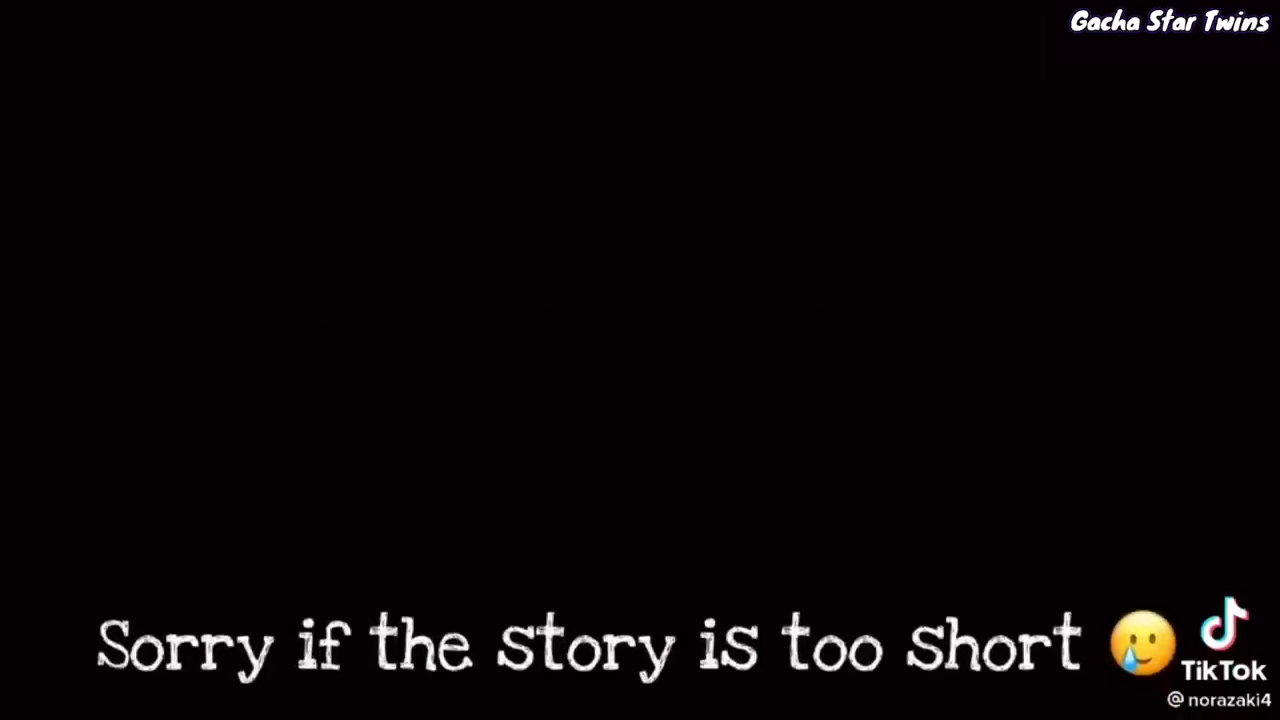 Gacha Star Twins
Sorry if the story is too short 🥲
TikTok
@norazaki4